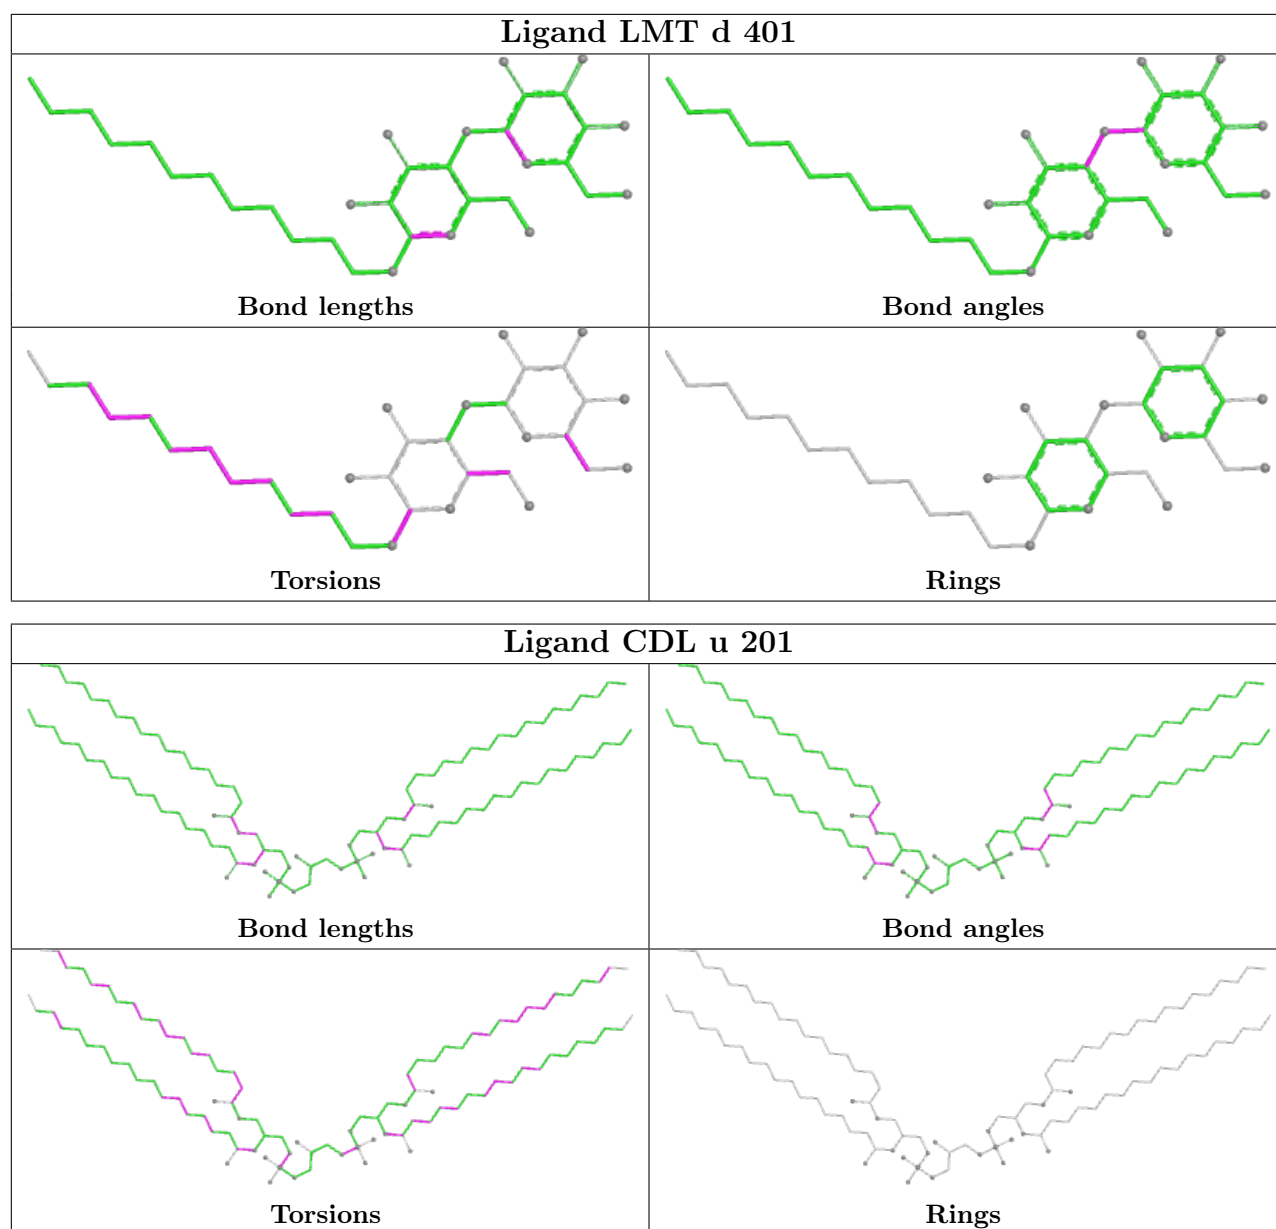 Ligand LMT d 401
Bond lengths
Bond angles
Torsions
Rings
Ligand CDL u 201
Bond lengths
Bond angles
Torsions
Rings